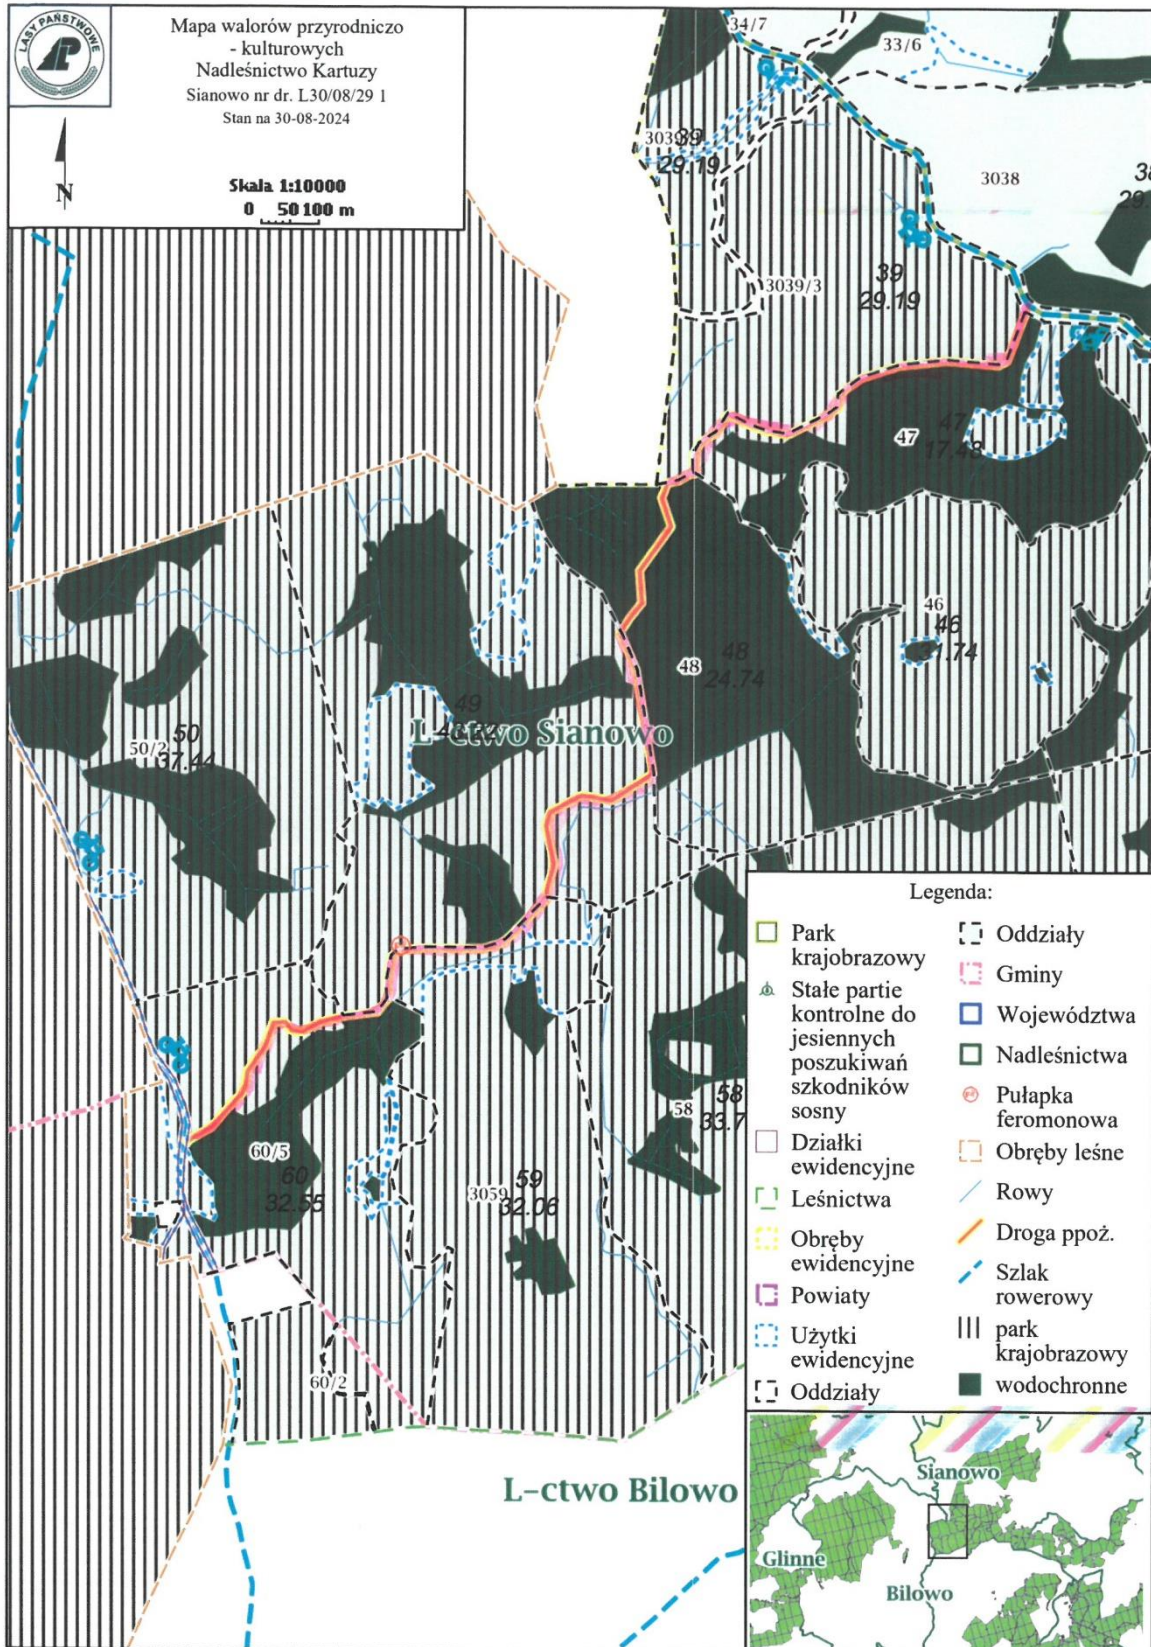 LASY PAŃSTWOWE
Mapa walorów przyrodniczo
- kulturowych
Nadleśnictwo Kartuzy
Sianowo nr dr. L30/08/29 1
Stan na 30-08-2024
N
Skala 1:10000
0 50 100 m
34/7
33/6
39
29.19
3038
38
3039/3
39
29.19
47
47
17.48
46
46
31.74
48
48
24.74
49
L-ctwo Sianowo
50
50/2
37.44
58
58
33.7
60/5
60
32.55
59
3059
32.06
60/2
L-ctwo Bilowo
Legenda:
Park
krajobrazowy
Stałe partie
kontrolne do
jesiennych
poszukiwań
szkodników
sosny
Działki
ewidencyjne
Leśnictwa
Obręby
ewidencyjne
Powiaty
Użytki
ewidencyjne
Oddziały
Oddziały
Gminy
Województwa
Nadleśnictwa
Pułapka
feromonowa
Obręby leśne
Rowy
Droga ppoż.
Szlak
rowerowy
park
krajobrazowy
wodochronne
Sianowo
Glinne
Bilowo